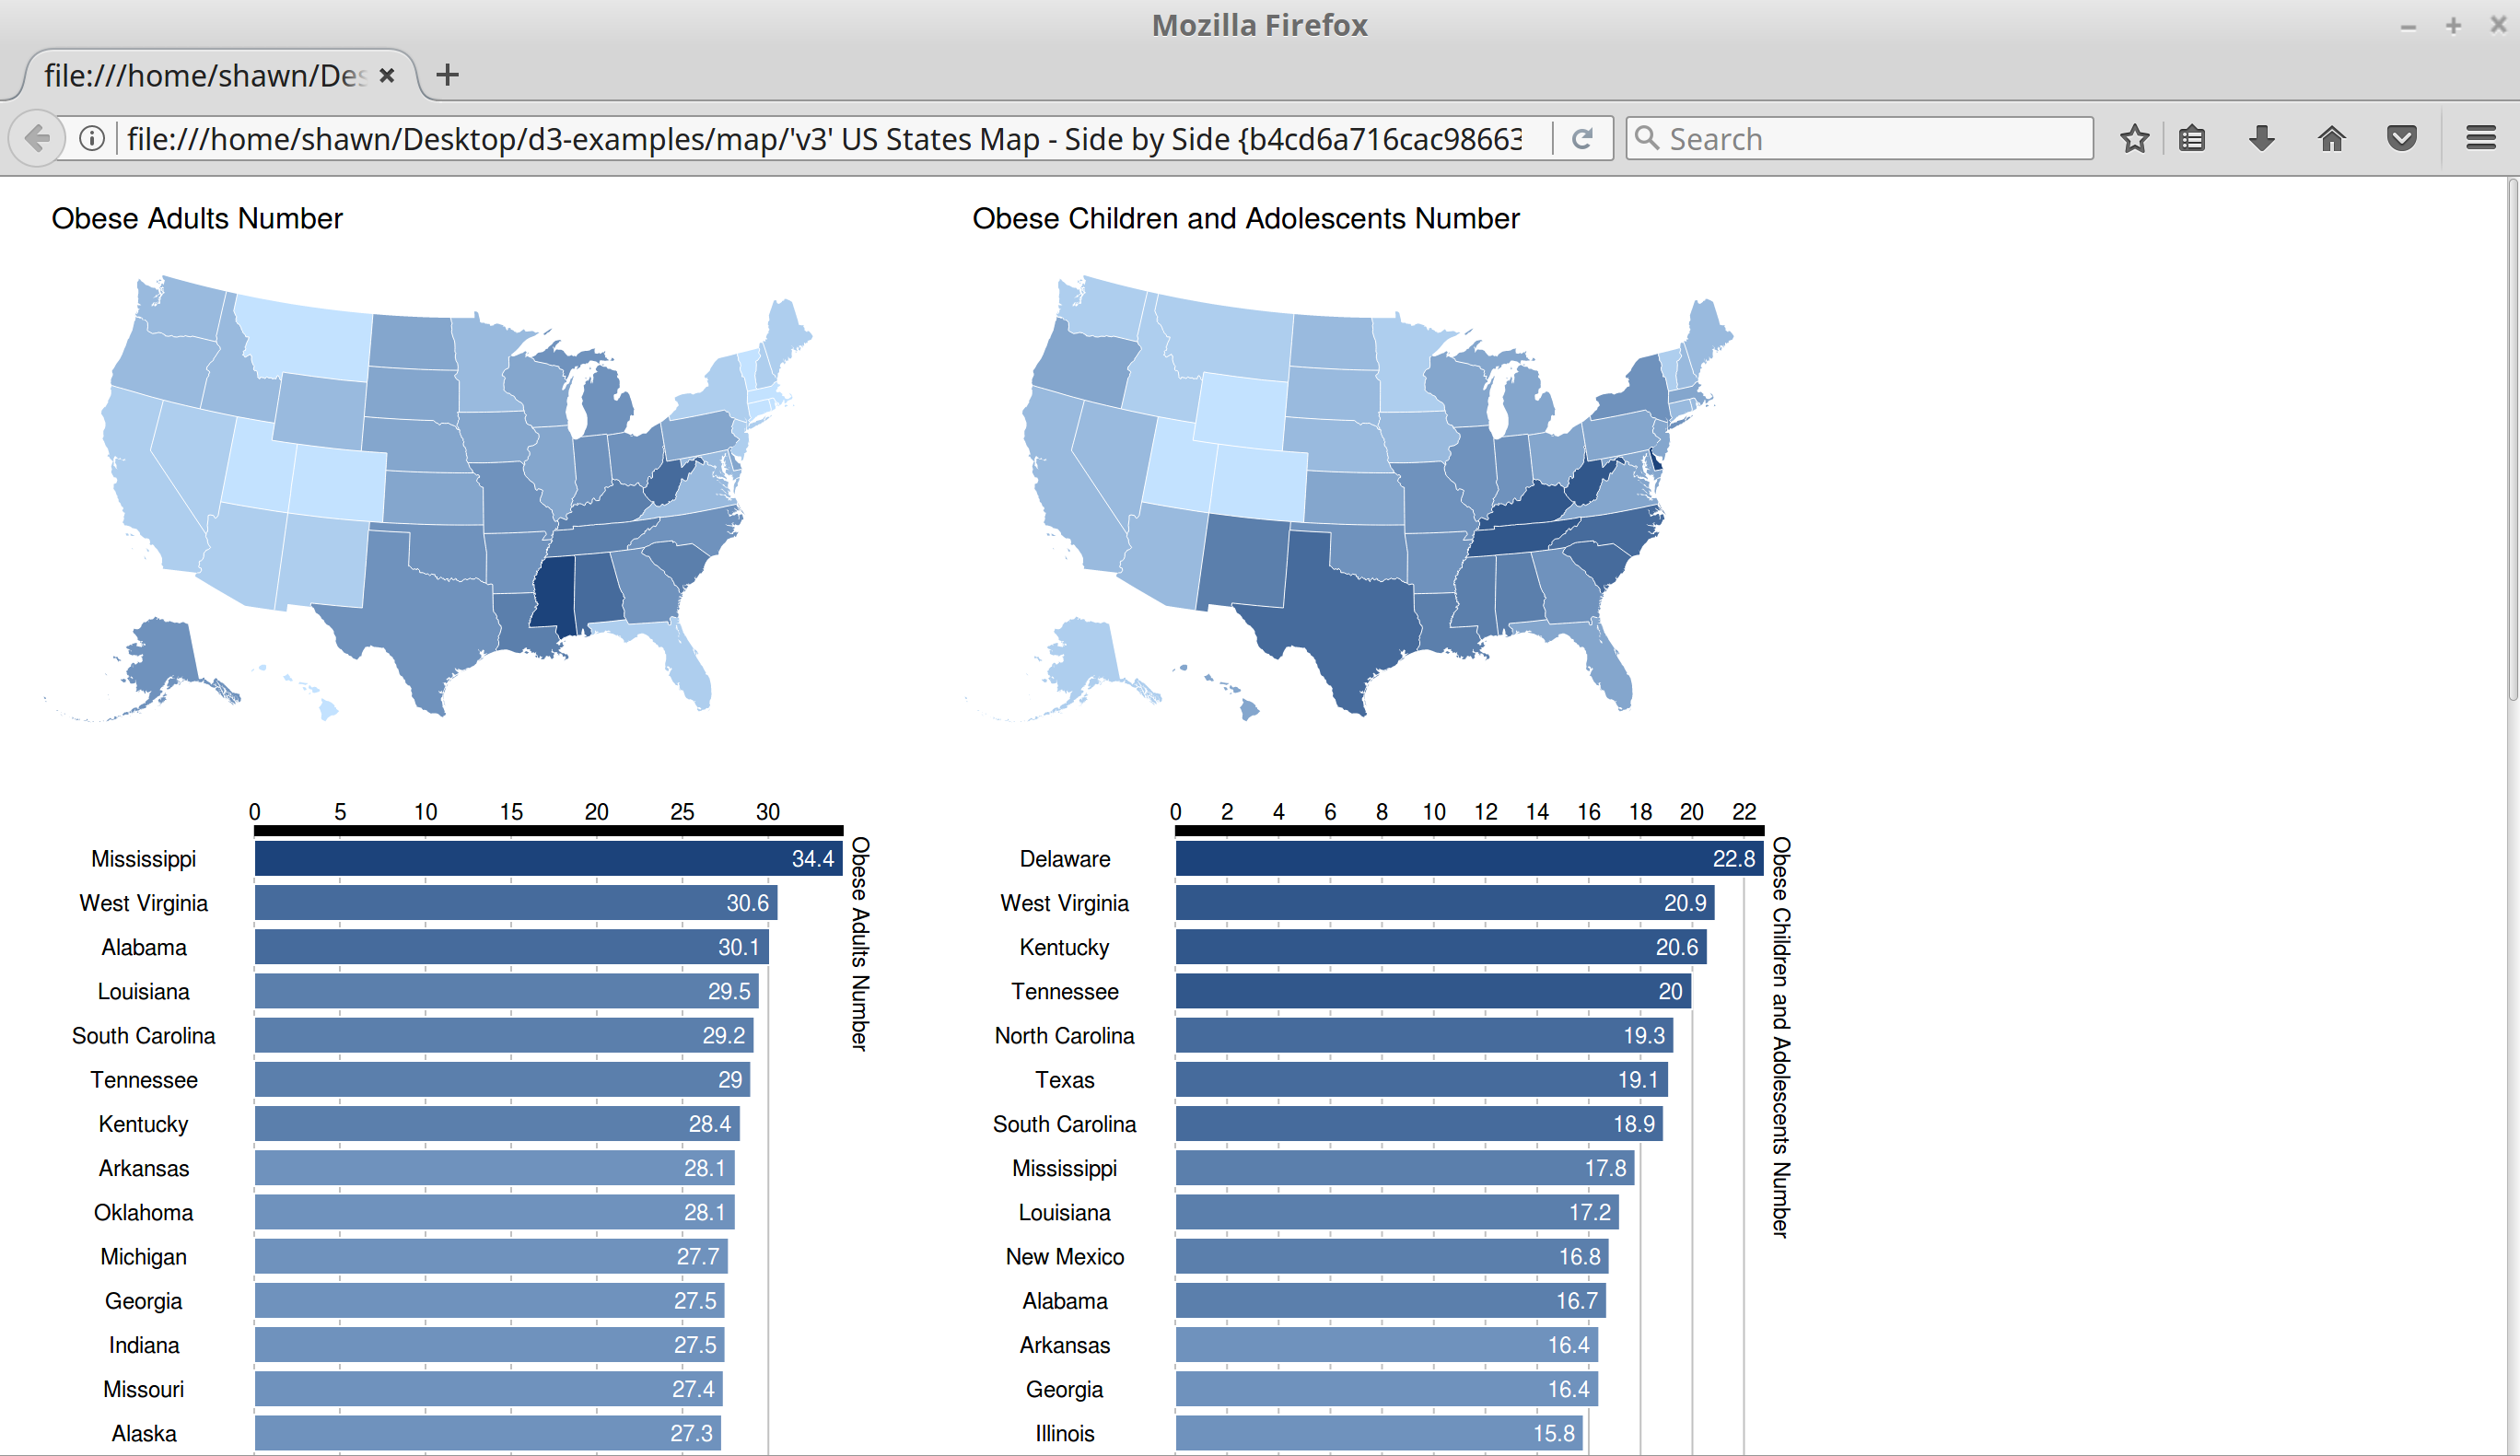 Mozilla Firefox
file:///home/shawn/Des
file:///home/shawn/Desktop/d3-examples/map/'v3' US States Map - Side by Side {b4cd6a716cac98663
Search
Obese Adults Number
Obese Children and Adolescents Number
0 5 10 15 20 25 30
Mississippi 34.4
West Virginia 30.6
Alabama 30.1
Louisiana 29.5
South Carolina 29.2
Tennessee 29
Kentucky 28.4
Arkansas 28.1
Oklahoma 28.1
Michigan 27.7
Georgia 27.5
Indiana 27.5
Missouri 27.4
Alaska 27.3
Obese Adults Number
0 2 4 6 8 10 12 14 16 18 20 22
Delaware 22.8
West Virginia 20.9
Kentucky 20.6
Tennessee 20
North Carolina 19.3
Texas 19.1
South Carolina 18.9
Mississippi 17.8
Louisiana 17.2
New Mexico 16.8
Alabama 16.7
Arkansas 16.4
Georgia 16.4
Illinois 15.8
Obese Children and Adolescents Number